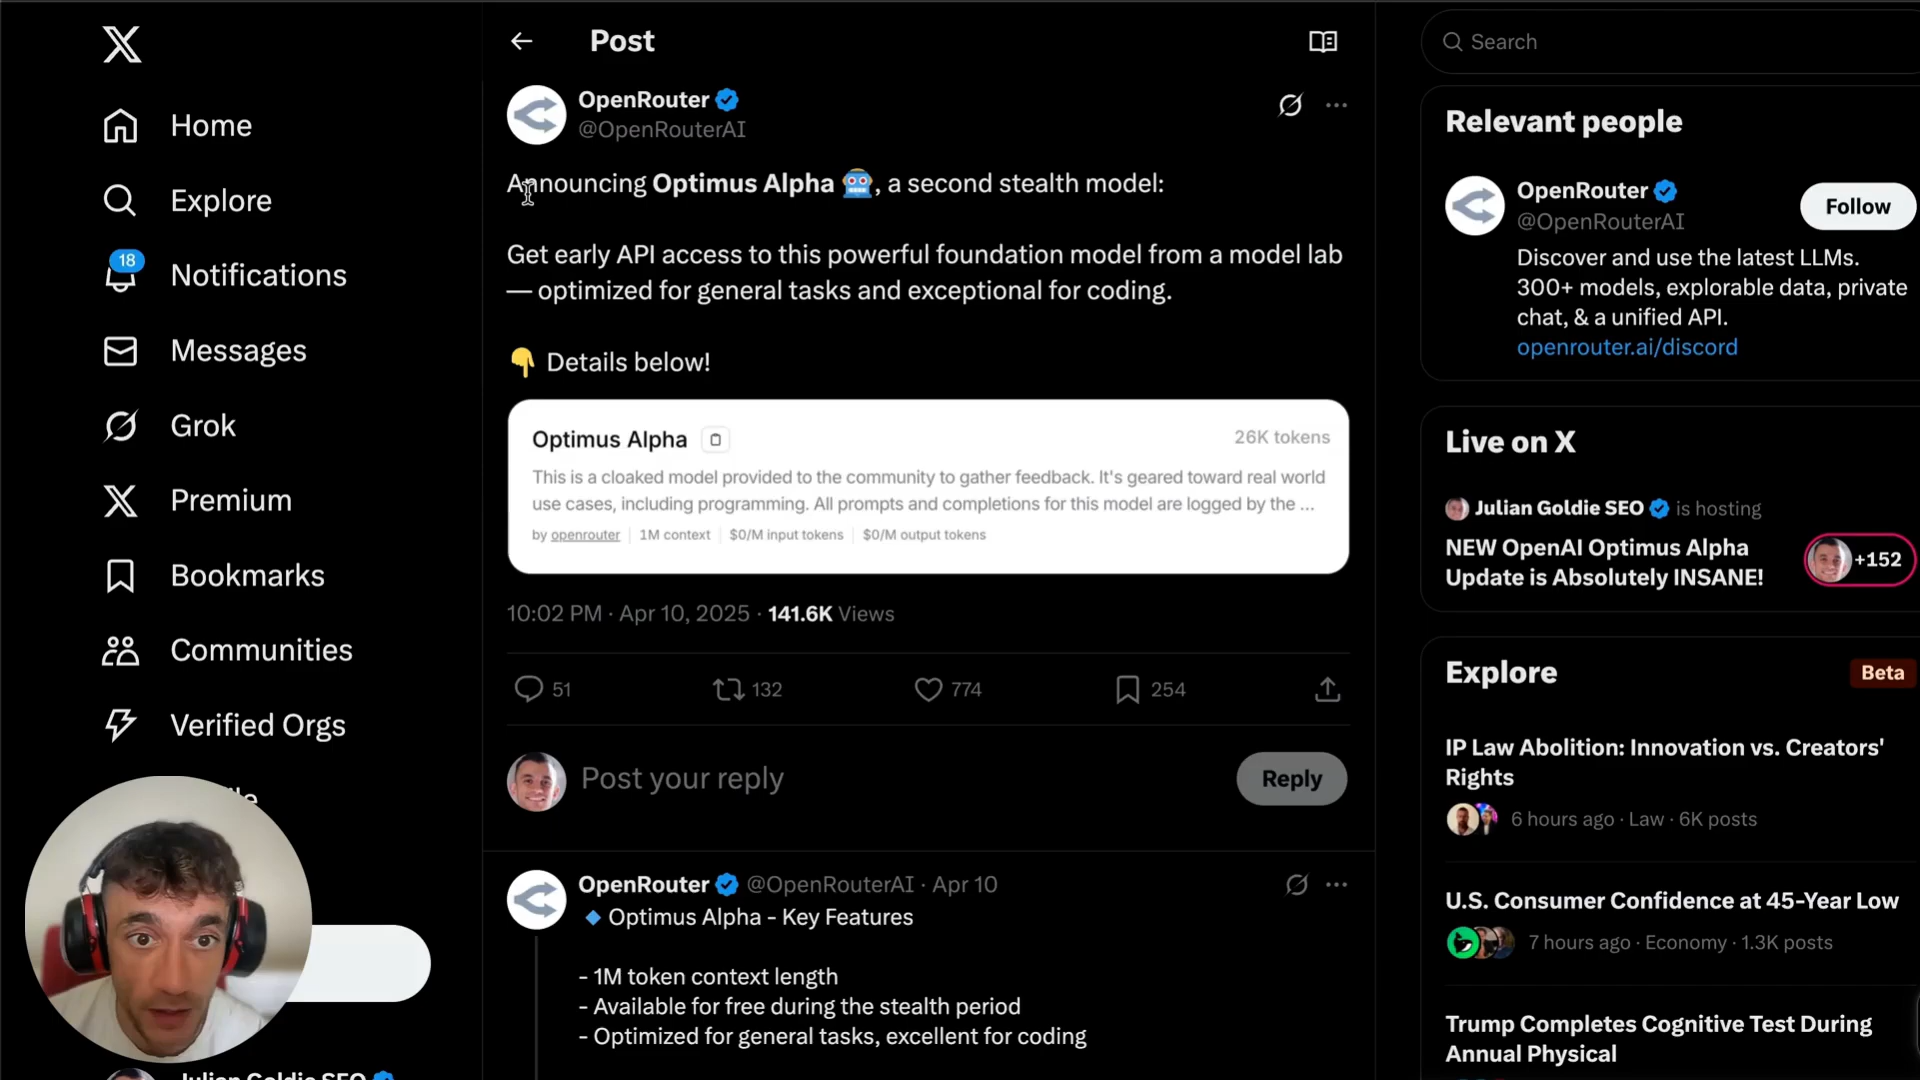 Home
Explore
18
Notifications
Messages
Grok
Premium
Bookmarks
Communities
Verified Orgs
Julian Goldie SEO
Post
OpenRouter
@OpenRouterAI
Announcing Optimus Alpha 🤖, a second stealth model:
Get early API access to this powerful foundation model from a model lab
— optimized for general tasks and exceptional for coding.
👇 Details below!
Optimus Alpha
26K tokens
This is a cloaked model provided to the community to gather feedback. It's geared toward real world
use cases, including programming. All prompts and completions for this model are logged by the ...
by openrouter | 1M context | $0/M input tokens | $0/M output tokens
10:02 PM · Apr 10, 2025 · 141.6K Views
51 132 774 254
Post your reply
Reply
OpenRouter @OpenRouterAI · Apr 10
🔹 Optimus Alpha - Key Features
- 1M token context length
- Available for free during the stealth period
- Optimized for general tasks, excellent for coding
Search
Relevant people
OpenRouter
@OpenRouterAI
Follow
Discover and use the latest LLMs.
300+ models, explorable data, private
chat, & a unified API.
openrouter.ai/discord
Live on X
Julian Goldie SEO is hosting
NEW OpenAI Optimus Alpha
Update is Absolutely INSANE!
+152
Explore
Beta
IP Law Abolition: Innovation vs. Creators'
Rights
6 hours ago · Law · 6K posts
U.S. Consumer Confidence at 45-Year Low
7 hours ago · Economy · 1.3K posts
Trump Completes Cognitive Test During
Annual Physical